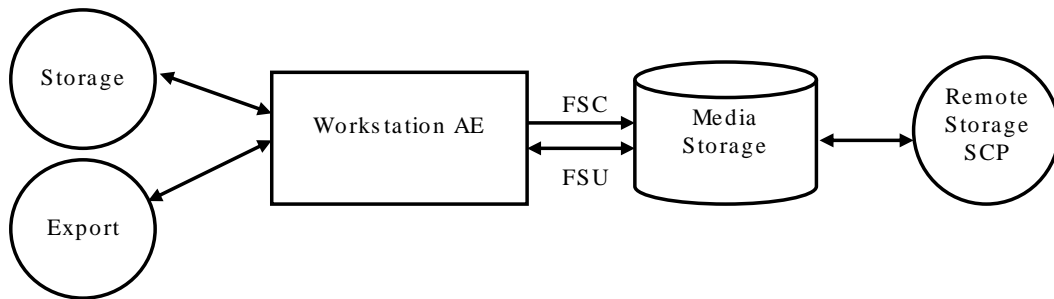 Storage
Export
Workstation AE
FSC
FSU
Media
Storage
Remote
Storage
SCP